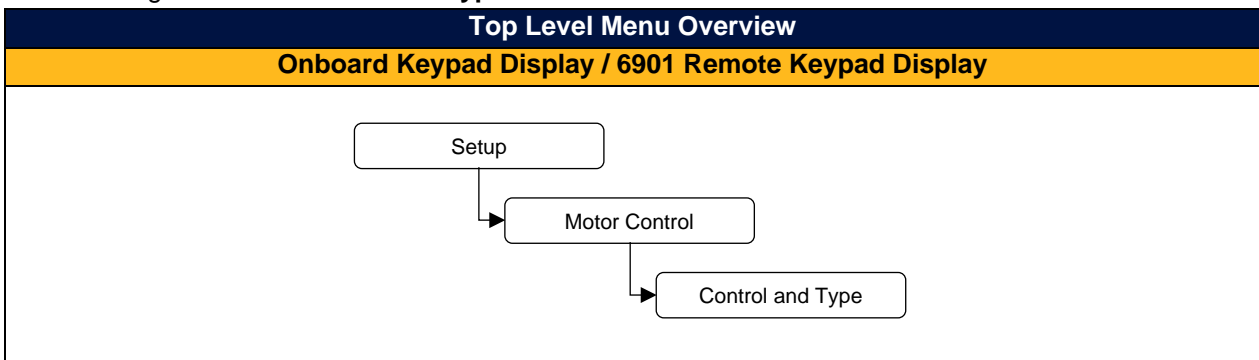 Top Level Menu Overview
Onboard Keypad Display / 6901 Remote Keypad Display
Setup
Motor Control
Control and Type